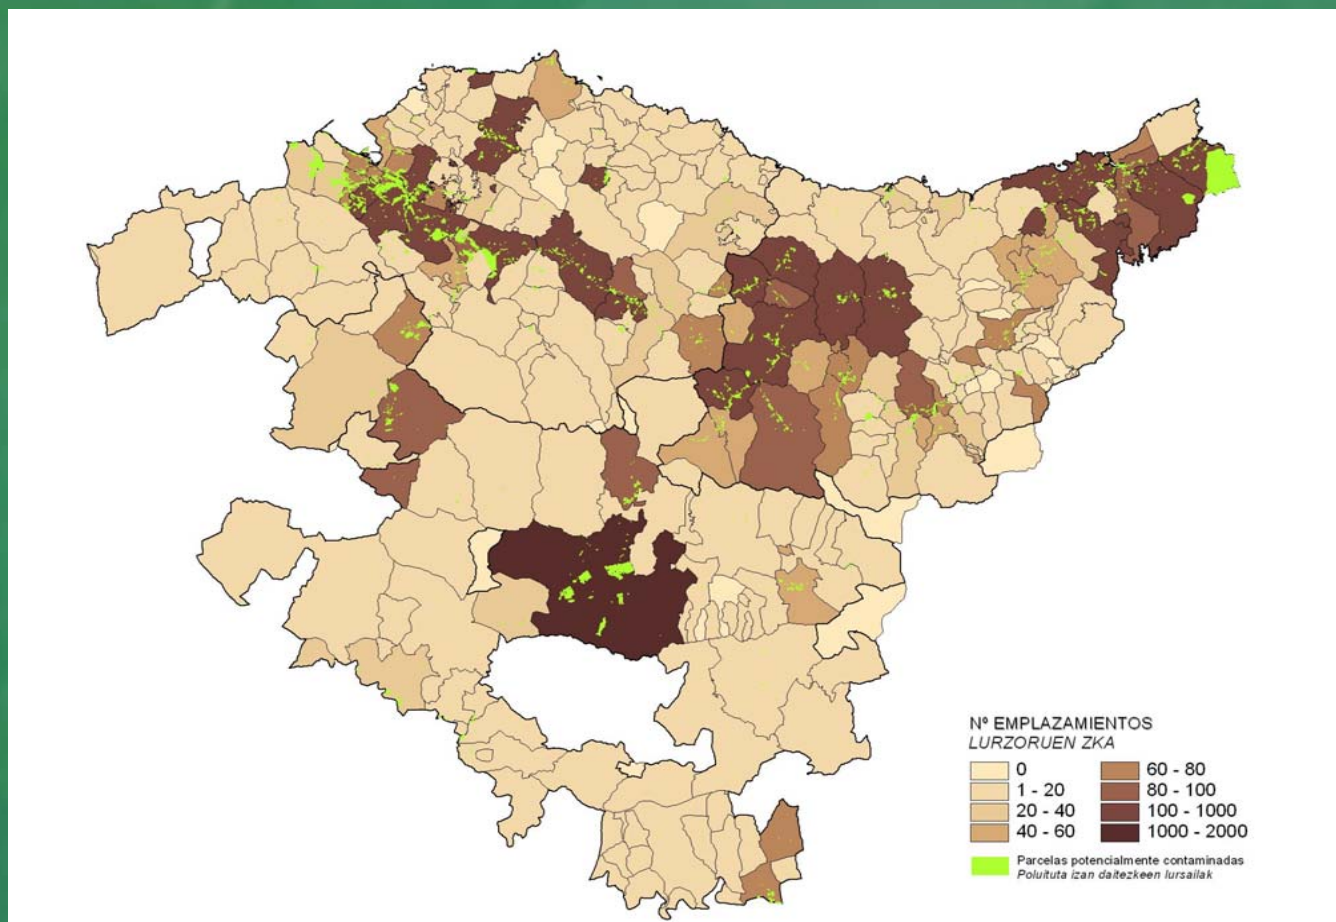 Nº EMPLAZAMIENTOS
LURZORUEN ZKA
0
1 - 20
20 - 40
40 - 60
60 - 80
80 - 100
100 - 1000
1000 - 2000
Parcelas potencialmente contaminadas
Poluituta izan daitezkeen lursailak